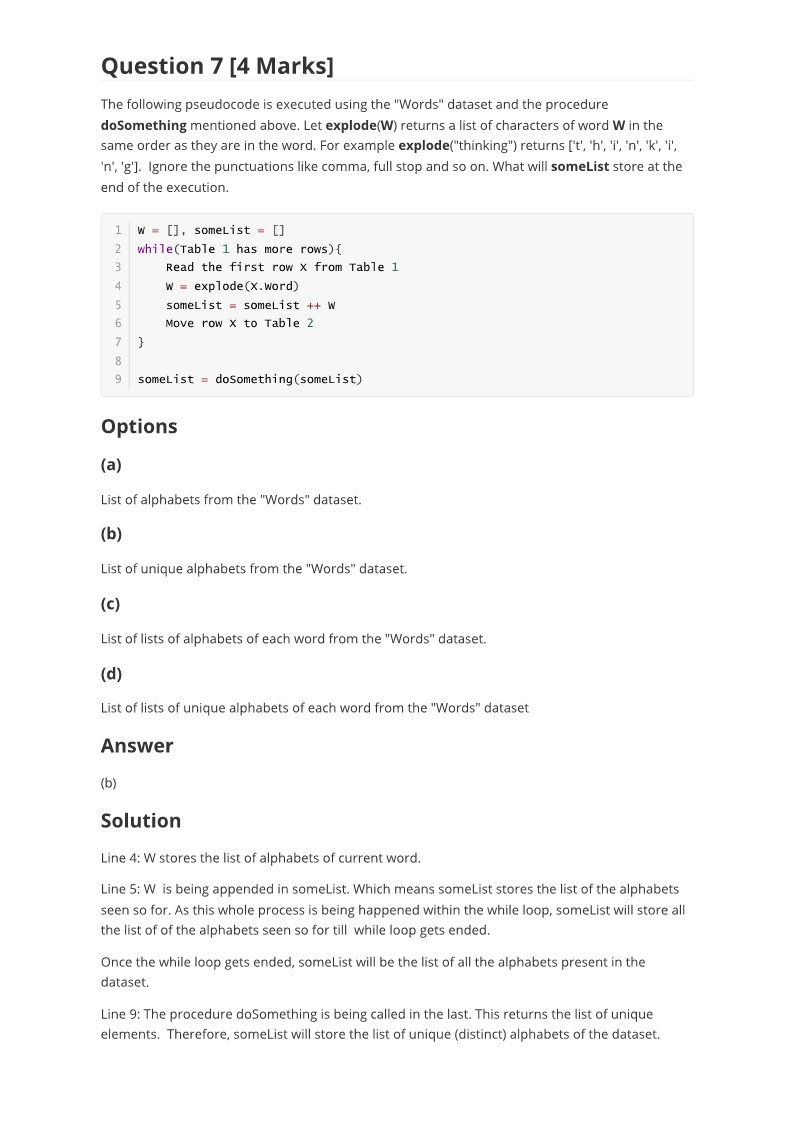 Question 7 [4 Marks]
The following pseudocode is executed using the "Words" dataset and the procedure
doSomething mentioned above. Let explode(W) returns a list of characters of word W in the
same order as they are in the word. For example explode("thinking") returns ['t', 'h', 'i', 'n', 'k', 'i',
'n', 'g'].  Ignore the punctuations like comma, full stop and so on. What will someList store at the
end of the execution.
1 W = [], someList = []
2 while(Table 1 has more rows){
3     Read the first row X from Table 1
4     W = explode(X.Word)
5     someList = someList ++ W
6     Move row X to Table 2
7 }
8
9 someList = doSomething(someList)
Options
(a)
List of alphabets from the "Words" dataset.
(b)
List of unique alphabets from the "Words" dataset.
(c)
List of lists of alphabets of each word from the "Words" dataset.
(d)
List of lists of unique alphabets of each word from the "Words" dataset
Answer
(b)
Solution
Line 4: W stores the list of alphabets of current word.
Line 5: W  is being appended in someList. Which means someList stores the list of the alphabets
seen so for. As this whole process is being happened within the while loop, someList will store all
the list of of the alphabets seen so for till  while loop gets ended.
Once the while loop gets ended, someList will be the list of all the alphabets present in the
dataset.
Line 9: The procedure doSomething is being called in the last. This returns the list of unique
elements.  Therefore, someList will store the list of unique (distinct) alphabets of the dataset.